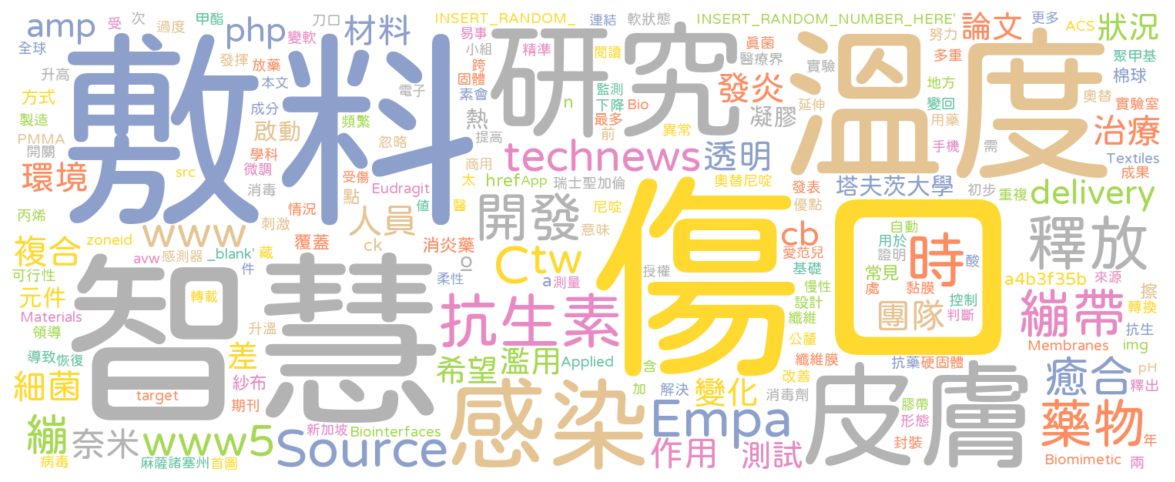 amp
受
次
過度
甲酯
刀口
INSERT_RANDOM_
連結
軟狀態
INSERT_RANDOM_NUMBER_HERE'
更多
ACS
狀況
全球
php
變軟
材料
易事
小組
精準
閱讀
醫療界
努力
論文
多重
聚甲基
升高
發揮
放藥
本文
跨
固體
研究
眞菌
實驗
溫度
地方
棉球
方式
敷料
成分
電子
素會
監測
下降
Bio
發炎
延伸
變回
奧替
實驗室
製造
啟動
頻繁
n
最多
熱
凝膠
用藥
治療
PMMA
開關
學科
忽略
提高
前
異常
手機
需
Textiles
環境
src
微調
受傷
商用
technews
透明
成果
消毒
點
Eudragit
太
href
App
瑞士聖加倫
奧替尼啶
發表
塔夫茨大學
初步
重複
delivery
丙烯
情況
刺激
值
醫
尼啶
優點
www
人員
開發
意味
傷口
自動
釋放
複合
zoneid
覆蓋
消炎藥
cb
用於
證明
時
酸
avw
感測器
_blank'
藏
ck
o
C
tw
愛范兒
基礎
常見
處
黏膜
a4b3f35b
來源
可行性
件
柔性
a
測量
慢性
元件
轉載
智慧
抗生素
授權
設計
纖維
團隊
控制
判斷
繃帶
擦
轉換
Materials
領導
升溫
公釐
Membranes
抗生
img
導致
恢復
差
希望
濫用
Applied
含
纖維膜
抗藥
硬固體
pH
細菌
紗布
target
期刊
感染
加
解決
變化
改善
消毒劑
皮膚
癒合
釋出
繃
奈米
www5
新加坡
Biointerfaces
Empa
膠帶
形態
藥物
年
病毒
麻薩諸塞州
首圖
Source
作用
測試
封裝
Biomimetic
兩